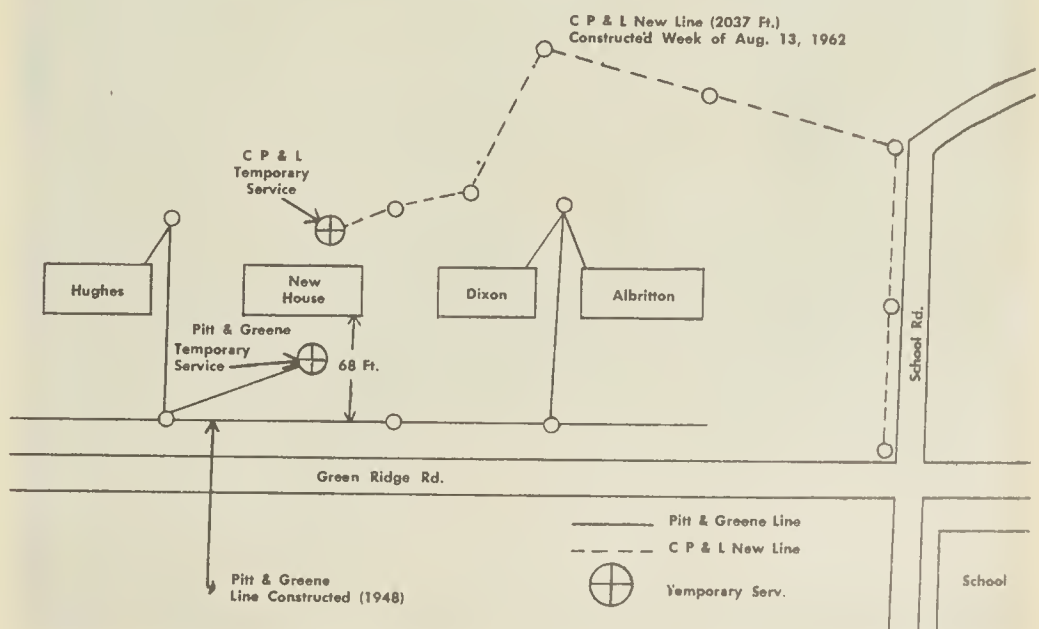 C P & L New Line (2037 Ft.)
Constructed Week of Aug. 13, 1962
C P & L
Temporary
Service
Hughes
New
House
Dixon
Albritton
Pitt & Greene
Temporary
Service
68 Ft.
School Rd.
Green Ridge Rd.
Pitt & Greene
Line Constructed (1948)
Pitt & Greene Line
C P & L New Line
Temporary Serv.
School